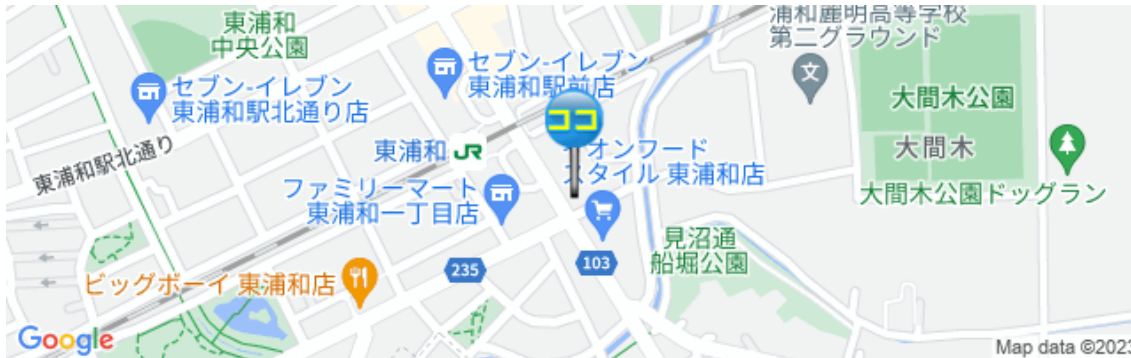 東浦和
中央公園
浦和麗明高等学校
第二グラウンド
セブン-イレブン
東浦和駅前店
セブン-イレブン
東浦和駅北通り店
大間木公園
ココ
東浦和駅北通り
東浦和 JR
オンフード
スタイル 東浦和店
大間木
ファミリーマート
東浦和一丁目店
大間木公園ドッグラン
見沼通
船堀公園
235
103
ビッグボーイ 東浦和店
Google
Map data ©2023